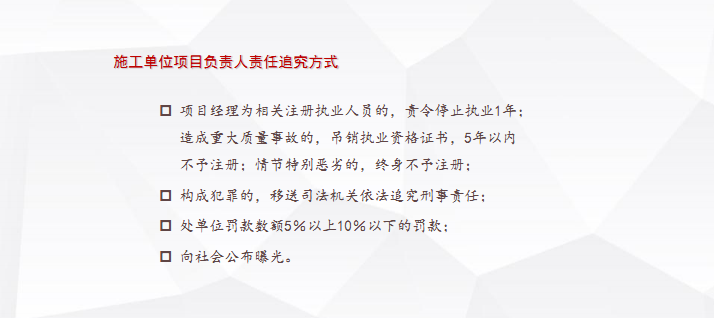 施工单位项目负责人责任追究方式
项目经理为相关注册执业人员的，责令停止执业1年；
造成重大质量事故的，吊销执业资格证书，5年以内
不予注册；情节特别恶劣的，终身不予注册；
构成犯罪的，移送司法机关依法追究刑事责任；
处单位罚款数额5%以上10%以下的罚款；
向社会公布曝光。